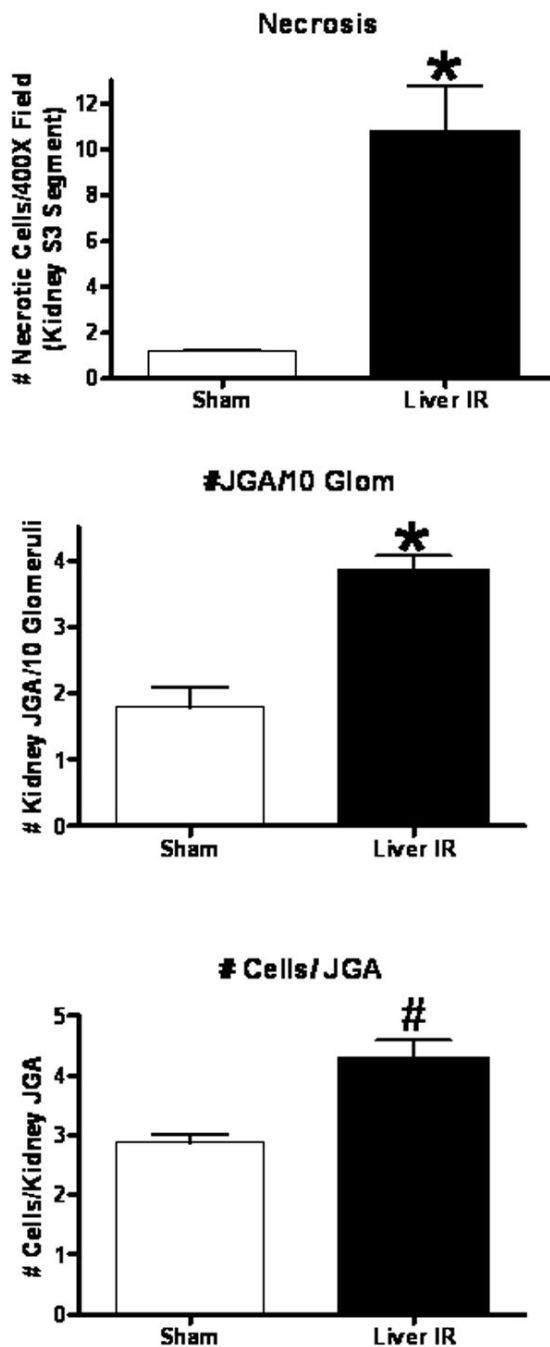 Necrosis
*
# Necrotic Cells/400X Field
(Kidney S3 Segment)
12
10
8
6
4
2
0
Sham
Liver IR
#JGA/10 Glom
*
# Kidney JGA/10 Glomeruli
4
3
2
1
0
Sham
Liver IR
# Cells/ JGA
#
# Cells/Kidney JGA
5
4
3
2
1
0
Sham
Liver IR